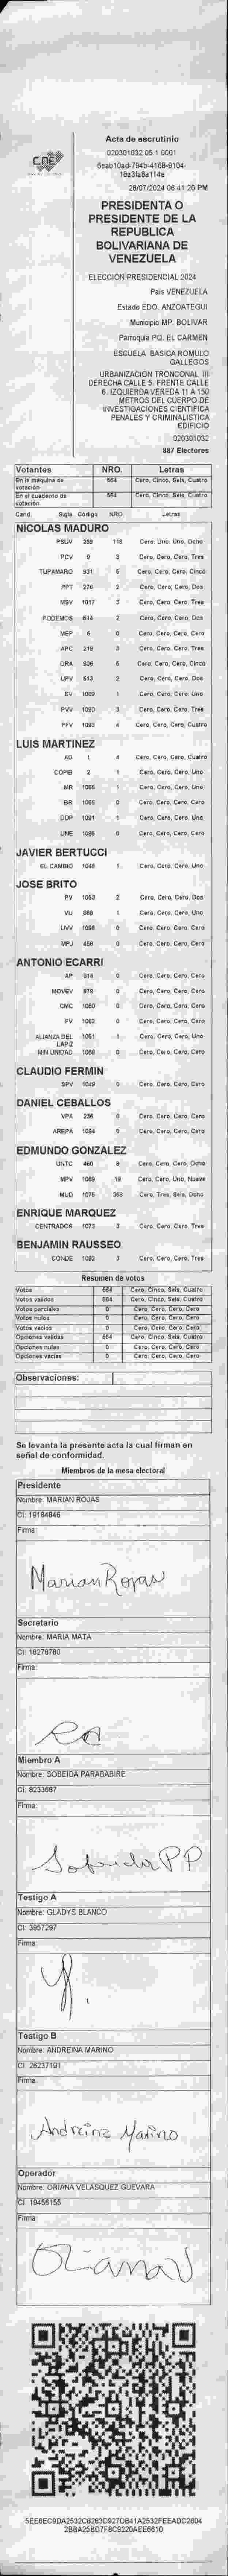 Acta de escrutinio
020301032.05.1.0001
28/07/2024 06:41:20 PM
CNE
PRESIDENTA O
PRESIDENTE DE LA
REPUBLICA
BOLIVARIANA DE
VENEZUELA
ELECCIÓN PRESIDENCIAL 2024
País VENEZUELA
Estado EDO. ANZOATEGUI
Municipio MP. BOLIVAR
Parroquia PQ. EL CARMEN
ESCUELA BASICA ROMULO
GALLEGOS
URBANIZACION TRONCONAL III
DERECHA CALLE 5. FRENTE CALLE
6. IZQUIERDA VEREDA 11 A 150
METROS DEL CUERPO DE
INVESTIGACIONES CIENTIFICA
PENALES Y CRIMINALISTICA
EDIFICIO
020301032
887 Electores
Votantes NRO. Letras
En la máquina de votación 564 Cero, Cinco, Seis, Cuatro
En el cuaderno de votación 564 Cero, Cinco, Seis, Cuatro
Cand. Sigla Código NRO Letras
NICOLAS MADURO
PSUV 269 118 Cero, Uno, Uno, Ocho
PCV 9 3 Cero, Cero, Cero, Tres
TUPAMARO 931 5 Cero, Cero, Cero, Cinco
PPT 276 2 Cero, Cero, Cero, Dos
MSV 1017 3 Cero, Cero, Cero, Tres
PODEMOS 514 2 Cero, Cero, Cero, Dos
MEP 6 0 Cero, Cero, Cero, Cero
APC 219 3 Cero, Cero, Cero, Tres
ORA 906 5 Cero, Cero, Cero, Cinco
UPV 513 2 Cero, Cero, Cero, Dos
EV 1089 1 Cero, Cero, Cero, Uno
PVV 1090 3 Cero, Cero, Cero, Tres
PFV 1093 4 Cero, Cero, Cero, Cuatro
LUIS MARTINEZ
AD 1 4 Cero, Cero, Cero, Cuatro
COPEI 2 1 Cero, Cero, Cero, Uno
MR 1086 1 Cero, Cero, Cero, Uno
BR 1088 0 Cero, Cero, Cero, Cero
DDP 1091 1 Cero, Cero, Cero, Uno
UNE 1096 0 Cero, Cero, Cero, Cero
JAVIER BERTUCCI
EL CAMBIO 1048 1 Cero, Cero, Cero, Uno
JOSE BRITO
PV 1053 2 Cero, Cero, Cero, Dos
VU 868 1 Cero, Cero, Cero, Uno
UVV 1098 0 Cero, Cero, Cero, Cero
MPJ 458 0 Cero, Cero, Cero, Cero
ANTONIO ECARRI
AP 914 0 Cero, Cero, Cero, Cero
MOVEV 878 0 Cero, Cero, Cero, Cero
CMC 1060 0 Cero, Cero, Cero, Cero
FV 1062 0 Cero, Cero, Cero, Cero
ALIANZA DEL LAPIZ 1051 1 Cero, Cero, Cero, Uno
MIN UNIDAD 1066 0 Cero, Cero, Cero, Cero
CLAUDIO FERMIN
SPV 1049 0 Cero, Cero, Cero, Cero
DANIEL CEBALLOS
VPA 236 0 Cero, Cero, Cero, Cero
AREPA 1094 0 Cero, Cero, Cero, Cero
EDMUNDO GONZALEZ
UNTC 460 8 Cero, Cero, Cero, Ocho
MPV 1069 19 Cero, Cero, Uno, Nueve
MUD 1076 368 Cero, Tres, Seis, Ocho
ENRIQUE MARQUEZ
CENTRADOS 1073 3 Cero, Cero, Cero, Tres
BENJAMIN RAUSSEO
CONDE 1092 3 Cero, Cero, Cero, Tres
Resumen de votos
Votos 564 Cero, Cinco, Seis, Cuatro
Votos validos 564 Cero, Cinco, Seis, Cuatro
Votos parciales 0 Cero, Cero, Cero, Cero
Votos nulos 0 Cero, Cero, Cero, Cero
Votos vacios 0 Cero, Cero, Cero, Cero
Opciones validas 564 Cero, Cinco, Seis, Cuatro
Opciones nulas 0 Cero, Cero, Cero, Cero
Opciones vacias 0 Cero, Cero, Cero, Cero
Observaciones:
Se levanta la presente acta la cual firman en
señal de conformidad.
Miembros de la mesa electoral
Presidente
Nombre: MARIAN ROJAS
CI: 19184846
Firma:
Marian Rojas
Secretario
Nombre: MARIA MATA
CI: 18278780
Firma:
Miembro A
Nombre: SOBEIDA PARABABIRE
CI: 8233687
Firma:
Sobeida PP
Testigo A
Nombre: GLADYS BLANCO
CI: 3957297
Firma:
Testigo B
Nombre: ANDREINA MARINO
CI: 26237191
Firma:
Andreina Marino
Operador
Nombre: ORIANA VELASQUEZ GUEVARA
CI: 19456155
Firma:
Oriana V